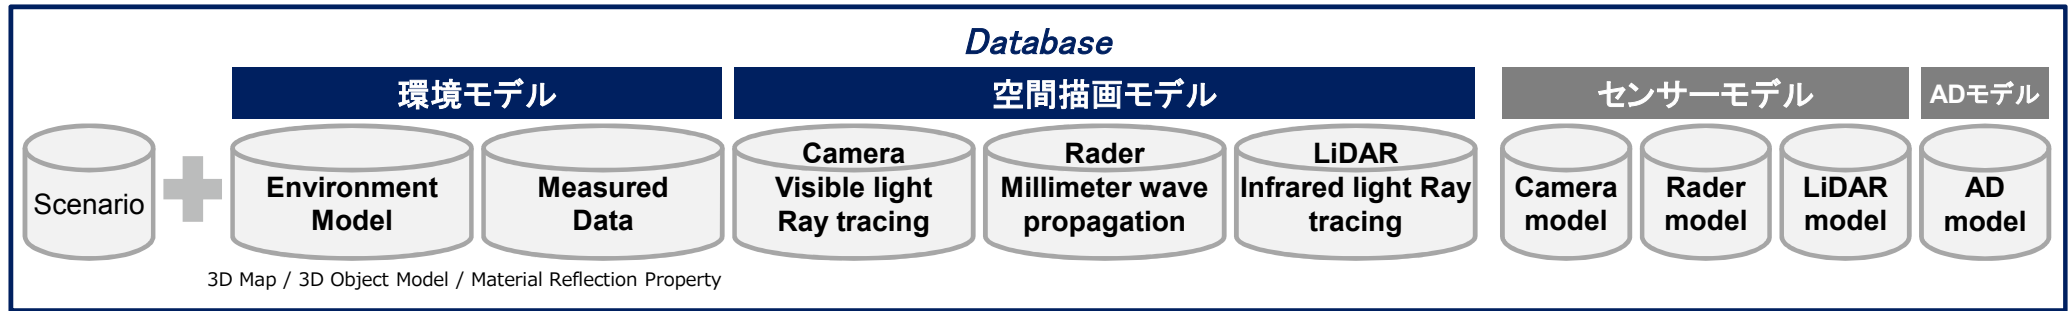 Database
環境モデル
空間描画モデル
センサーモデル
ADモデル
Scenario
Environment
Model
Measured
Data
Camera
Visible light
Ray tracing
Rader
Millimeter wave
propagation
LiDAR
Infrared light Ray
tracing
Camera
model
Rader
model
LiDAR
model
AD
model
3D Map / 3D Object Model / Material Reflection Property